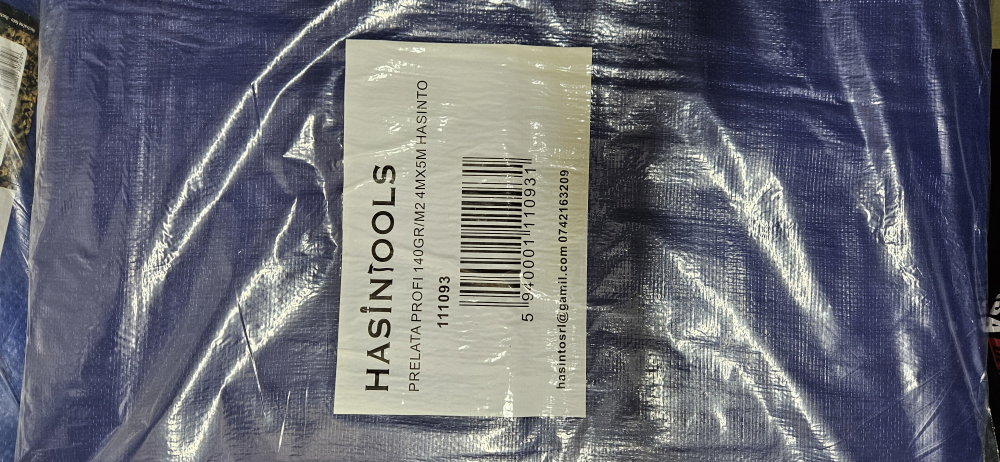 HASINTOOLS
PRELATA PROFI 140GR/M2 4MX5M HASINTO
111093
5 940001 110931
hasintosrl@gamil.com 0742163209